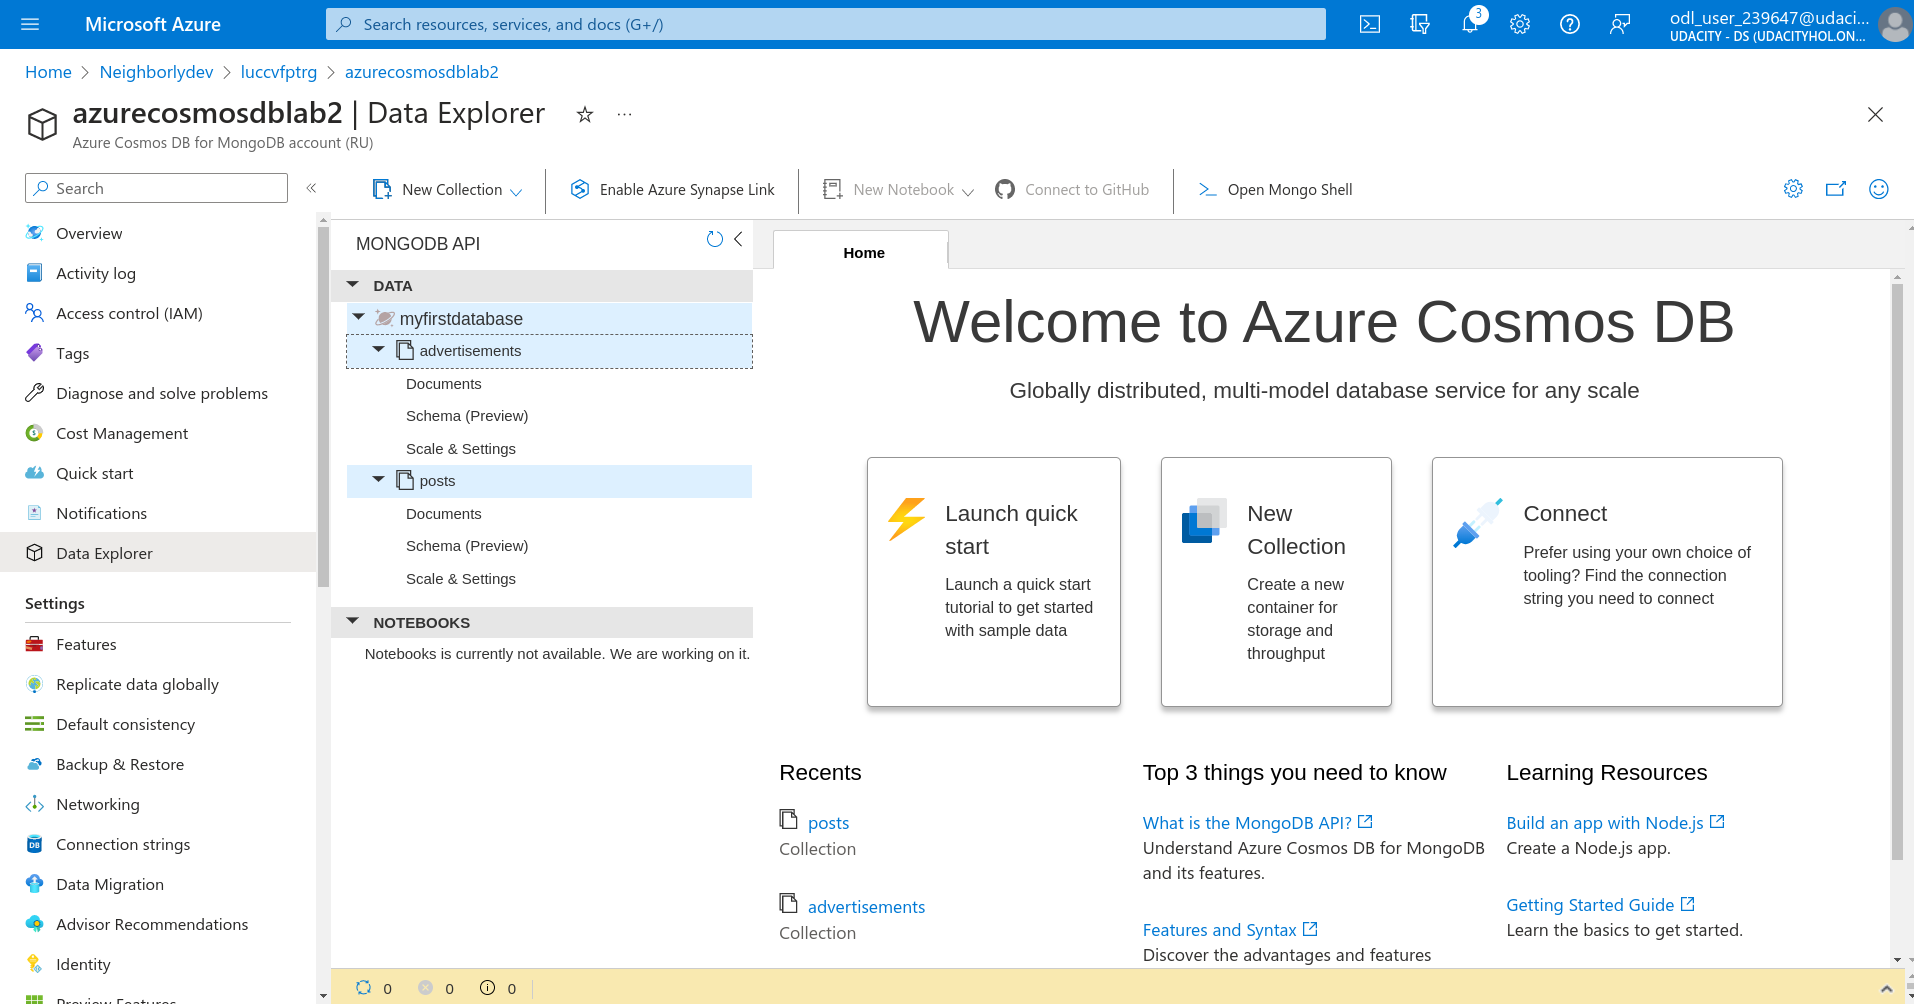 Microsoft Azure
Search resources, services, and docs (G+/)
3
odl_user_239647@udaci...
UDACITY - DS (UDACITYHOL.ON...
Home > Neighborlydev > luccvfptrg > azurecosmosdblab2
azurecosmosdblab2 | Data Explorer
Azure Cosmos DB for MongoDB account (RU)
Search
Overview
Activity log
Access control (IAM)
Tags
Diagnose and solve problems
Cost Management
Quick start
Notifications
Data Explorer
Settings
Features
Replicate data globally
Default consistency
Backup & Restore
Networking
Connection strings
Data Migration
Advisor Recommendations
Identity
Preview Features
New Collection
Enable Azure Synapse Link
New Notebook
Connect to GitHub
Open Mongo Shell
MONGODB API
DATA
myfirstdatabase
advertisements
Documents
Schema (Preview)
Scale & Settings
posts
Documents
Schema (Preview)
Scale & Settings
NOTEBOOKS
Notebooks is currently not available. We are working on it.
Home
Welcome to Azure Cosmos DB
Globally distributed, multi-model database service for any scale
Launch quick
start
Launch a quick start
tutorial to get started
with sample data
New
Collection
Create a new
container for
storage and
throughput
Connect
Prefer using your own choice of
tooling? Find the connection
string you need to connect
Recents
posts
Collection
advertisements
Collection
Top 3 things you need to know
What is the MongoDB API?
Understand Azure Cosmos DB for MongoDB
and its features.
Features and Syntax
Discover the advantages and features
Learning Resources
Build an app with Node.js
Create a Node.js app.
Getting Started Guide
Learn the basics to get started.
0 0 0